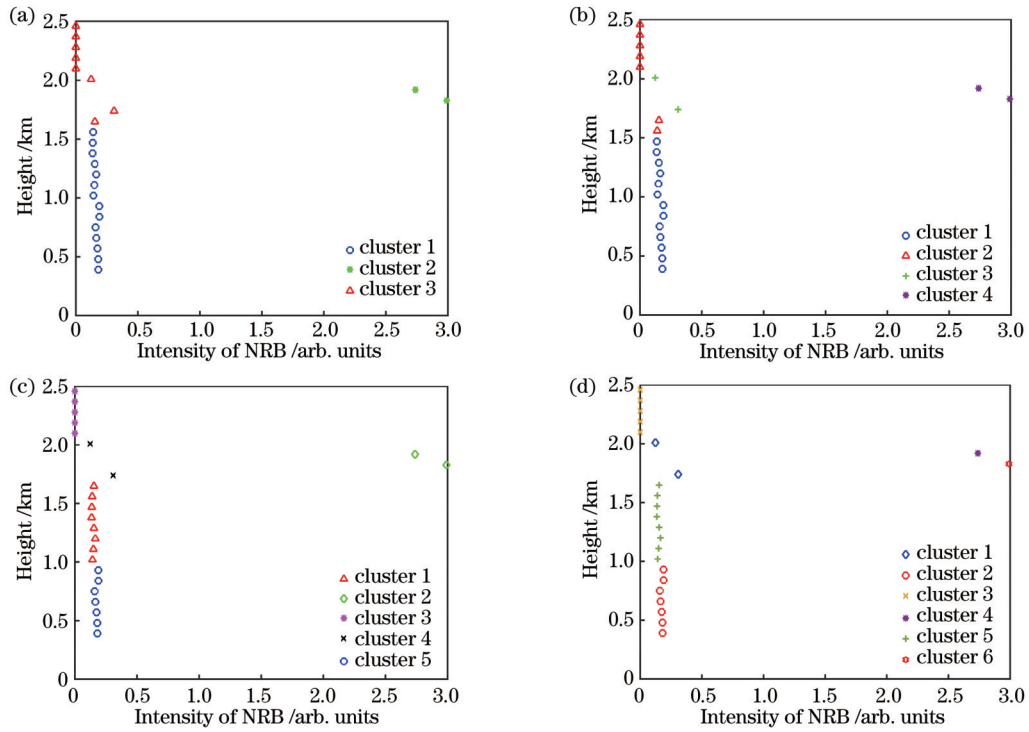 (a)
2.5
2.0
1.5
1.0
0.5
0
Height /km
cluster 1
cluster 2
cluster 3
0 0.5 1.0 1.5 2.0 2.5 3.0
Intensity of NRB /arb. units
(b)
2.5
2.0
1.5
1.0
0.5
0
Height /km
cluster 1
cluster 2
cluster 3
cluster 4
0 0.5 1.0 1.5 2.0 2.5 3.0
Intensity of NRB /arb. units
(c)
2.5
2.0
1.5
1.0
0.5
0
Height /km
cluster 1
cluster 2
cluster 3
cluster 4
cluster 5
0 0.5 1.0 1.5 2.0 2.5 3.0
Intensity of NRB /arb. units
(d)
2.5
2.0
1.5
1.0
0.5
0
Height /km
cluster 1
cluster 2
cluster 3
cluster 4
cluster 5
cluster 6
0 0.5 1.0 1.5 2.0 2.5 3.0
Intensity of NRB /arb. units